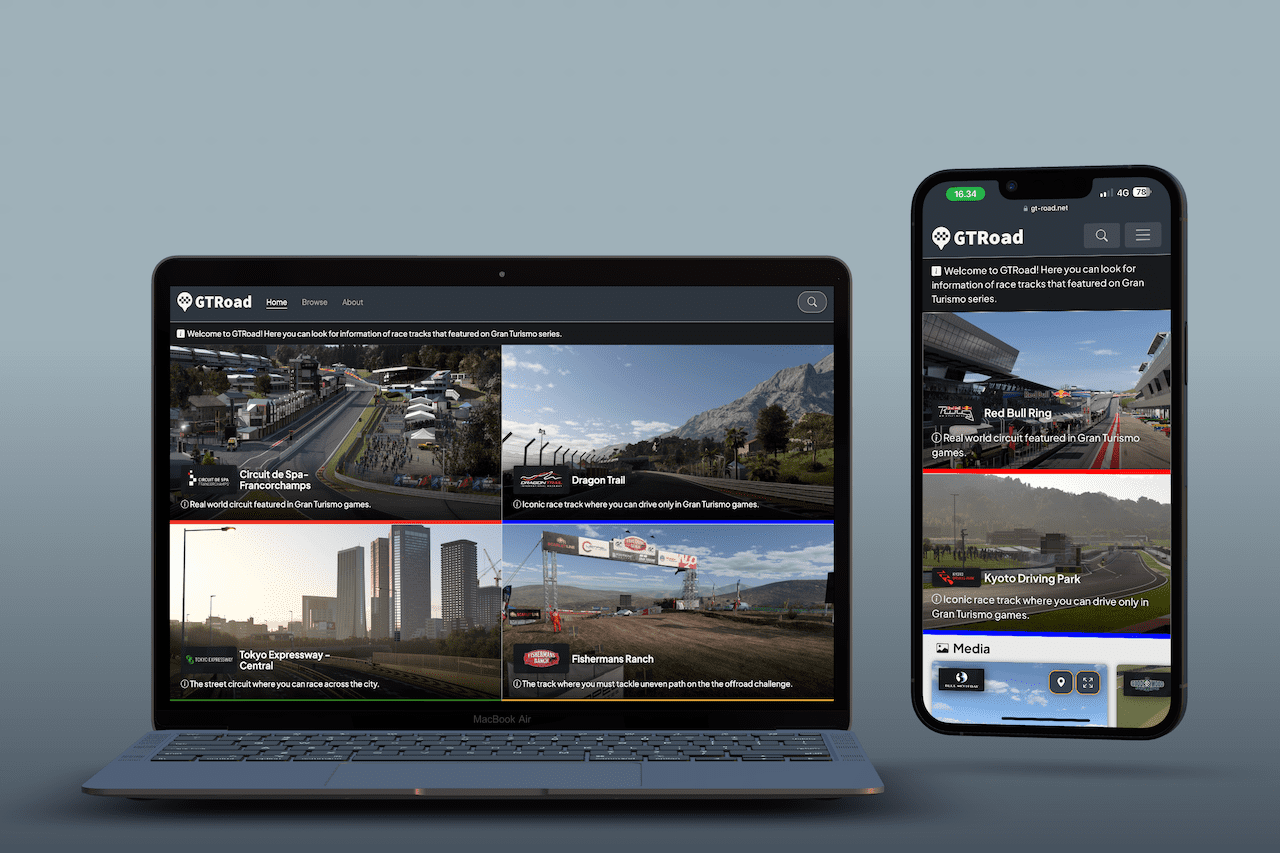 GTRoad Home Browse About
Welcome to GTRoad! Here you can look for information of race tracks that featured on Gran Turismo series.
CIRCUIT DE SPA
FRANCORCHAMPS
Circuit de Spa-
Francorchamps
Real world circuit featured in Gran Turismo games.
DRAGON TRAIL
Dragon Trail
Iconic race track where you can drive only in Gran Turismo games.
TOKYO EXPRESSWAY
Tokyo Expressway –
Central
The street circuit where you can race across the city.
FISHERMANS
RANCH
Fishermans Ranch
The track where you must tackle uneven path on the the offroad challenge.
MacBook Air
16.34 4G 78
gt-road.net
GTRoad
Welcome to GTRoad! Here you can look for
information of race tracks that featured on Gran
Turismo series.
Red Bull
Red Bull Ring
Real world circuit featured in Gran Turismo
games.
KYOTO
Kyoto Driving Park
Iconic race track where you can drive only in
Gran Turismo games.
Media